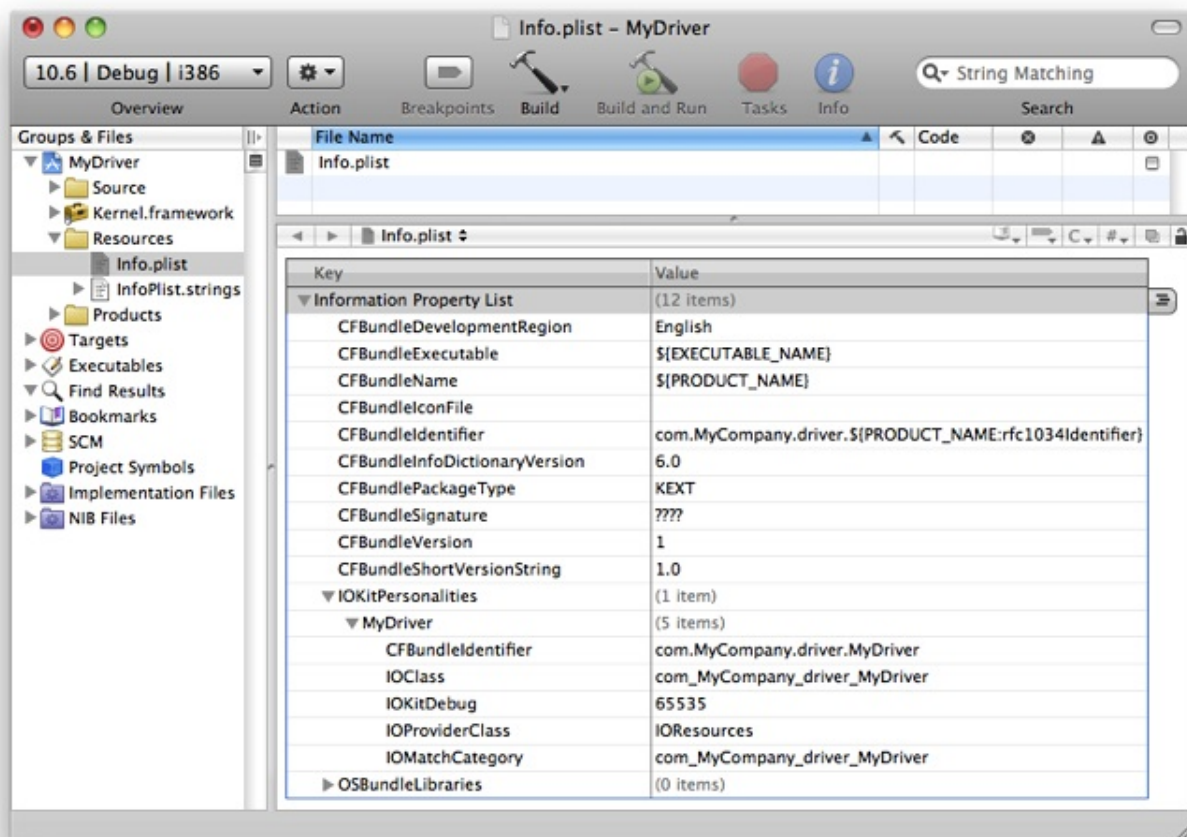 Info.plist – MyDriver
10.6 | Debug | i386
String Matching
Overview Action Breakpoints Build Build and Run Tasks Info Search
Groups & Files
MyDriver
Source
Kernel.framework
Resources
Info.plist
InfoPlist.strings
Products
Targets
Executables
Find Results
Bookmarks
SCM
Project Symbols
Implementation Files
NIB Files
File Name Code
Info.plist
Info.plist C #
Key Value
Information Property List (12 items)
CFBundleDevelopmentRegion English
CFBundleExecutable ${EXECUTABLE_NAME}
CFBundleName ${PRODUCT_NAME}
CFBundleIconFile
CFBundleIdentifier com.MyCompany.driver.${PRODUCT_NAME:rfc1034Identifier}
CFBundleInfoDictionaryVersion 6.0
CFBundlePackageType KEXT
CFBundleSignature ????
CFBundleVersion 1
CFBundleShortVersionString 1.0
IOKitPersonalities (1 item)
MyDriver (5 items)
CFBundleIdentifier com.MyCompany.driver.MyDriver
IOClass com_MyCompany_driver_MyDriver
IOKitDebug 65535
IOProviderClass IOResources
IOMatchCategory com_MyCompany_driver_MyDriver
OSBundleLibraries (0 items)